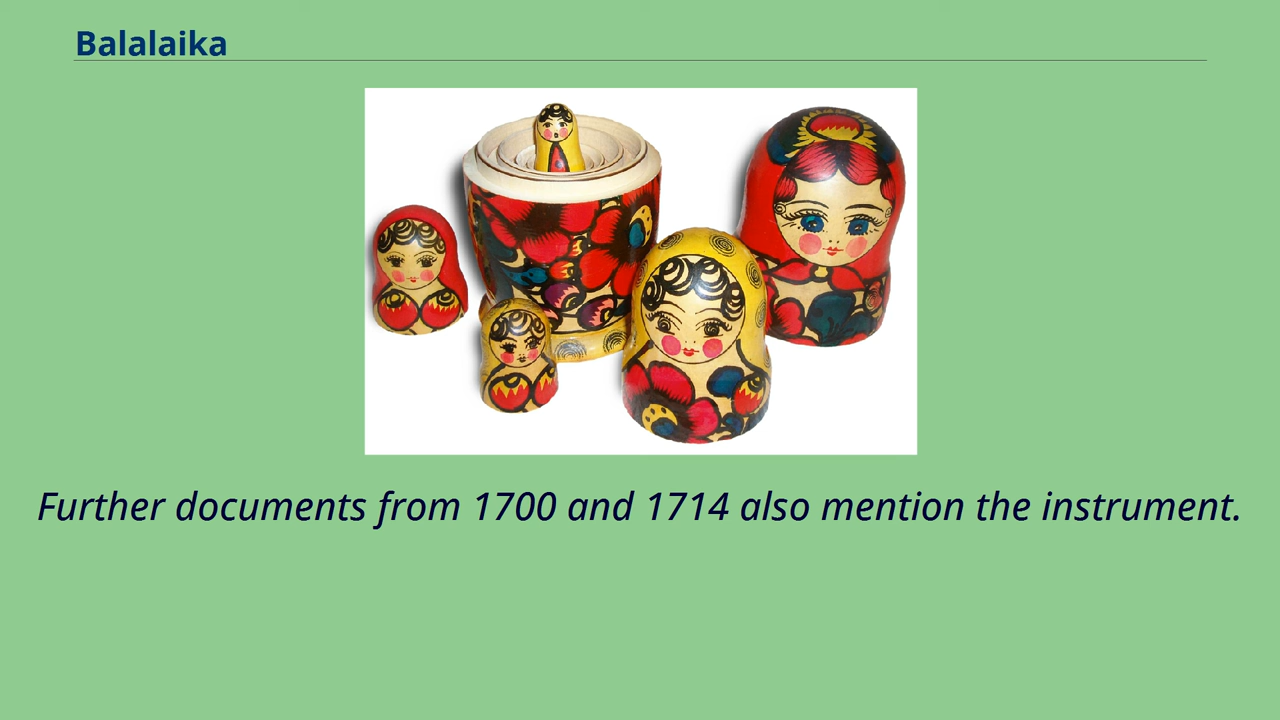 Balalaika
Further documents from 1700 and 1714 also mention the instrument.